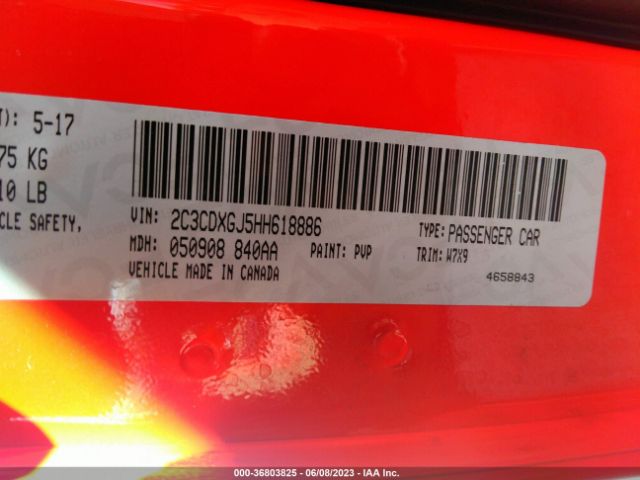 T): 5-17
75 KG
10 LB
ICLE SAFETY,
VIN: 2C3CDXGJ5HH618886
TYPE: PASSENGER CAR
MDH: 050908 840AA
PAINT: PVP
TRIM: W7X9
VEHICLE MADE IN CANADA
4658843
000-36803825 - 06/08/2023 - IAA Inc.